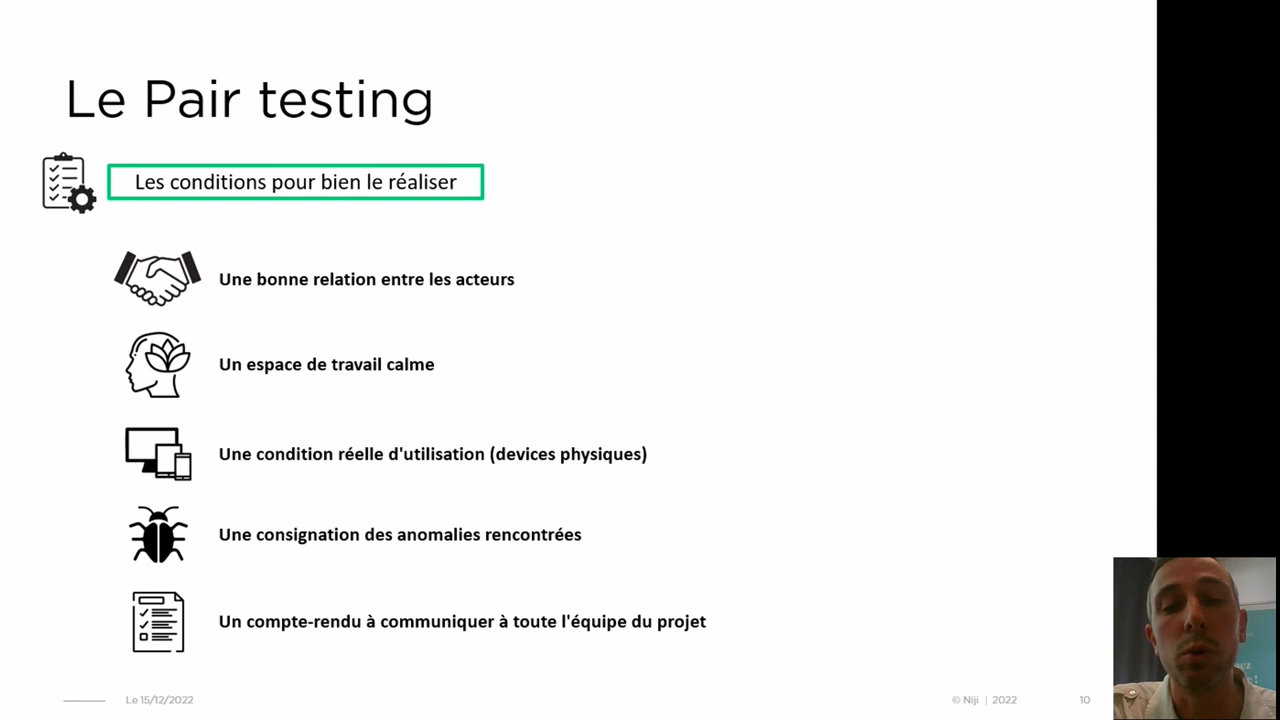 Le Pair testing
Les conditions pour bien le réaliser
Une bonne relation entre les acteurs
Un espace de travail calme
Une condition réelle d'utilisation (devices physiques)
Une consignation des anomalies rencontrées
Un compte-rendu à communiquer à toute l'équipe du projet
Le 15/12/2022
© Niji | 2022
10